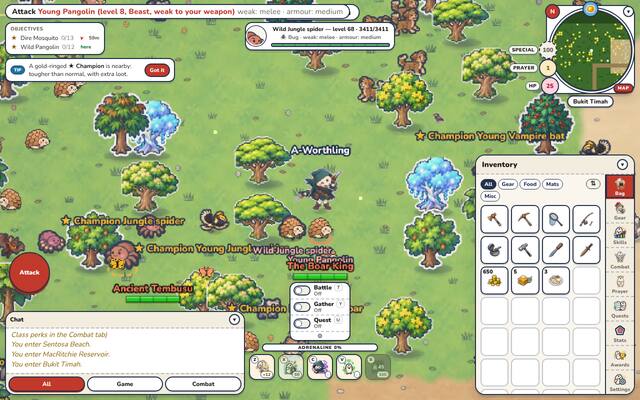 Attack Young Pangolin (level 8, Beast, weak to your weapon) weak: melee · armour: medium
OBJECTIVES
★ Dire Mosquito 0/13 59m
★ Wild Pangolin 0/12 here
TIP
A gold-ringed ★ Champion is nearby: tougher than normal, with extra loot.
Got it
Wild Jungle spider — level 68 · 3411/3411
Bug · weak: melee · armour: medium
N
SPECIAL 100
PRAYER 1
HP 25
MAP
Bukit Timah
★ Champion Young Vampire bat
A-Worthling
★ Champion Jungle spider
★ Champion Young Jungl
Wild Jungle spider
Young Pangolin
The Boar King
Ancient Tembusu
★ Champion
oar
Attack
Battle
Off
Gather
Off
Quest
Off
Chat
Class perks in the Combat tab)
You enter Sentosa Beach.
You enter MacRitchie Reservoir.
You enter Bukit Timah.
All
Game
Combat
ADRENALINE 0%
Z
X
C
V
Inventory
All
Gear
Food
Mats
Misc
650
5
3
Bag
Gear
Skills
Combat
Prayer
Quests
Stats
Awards
Settings